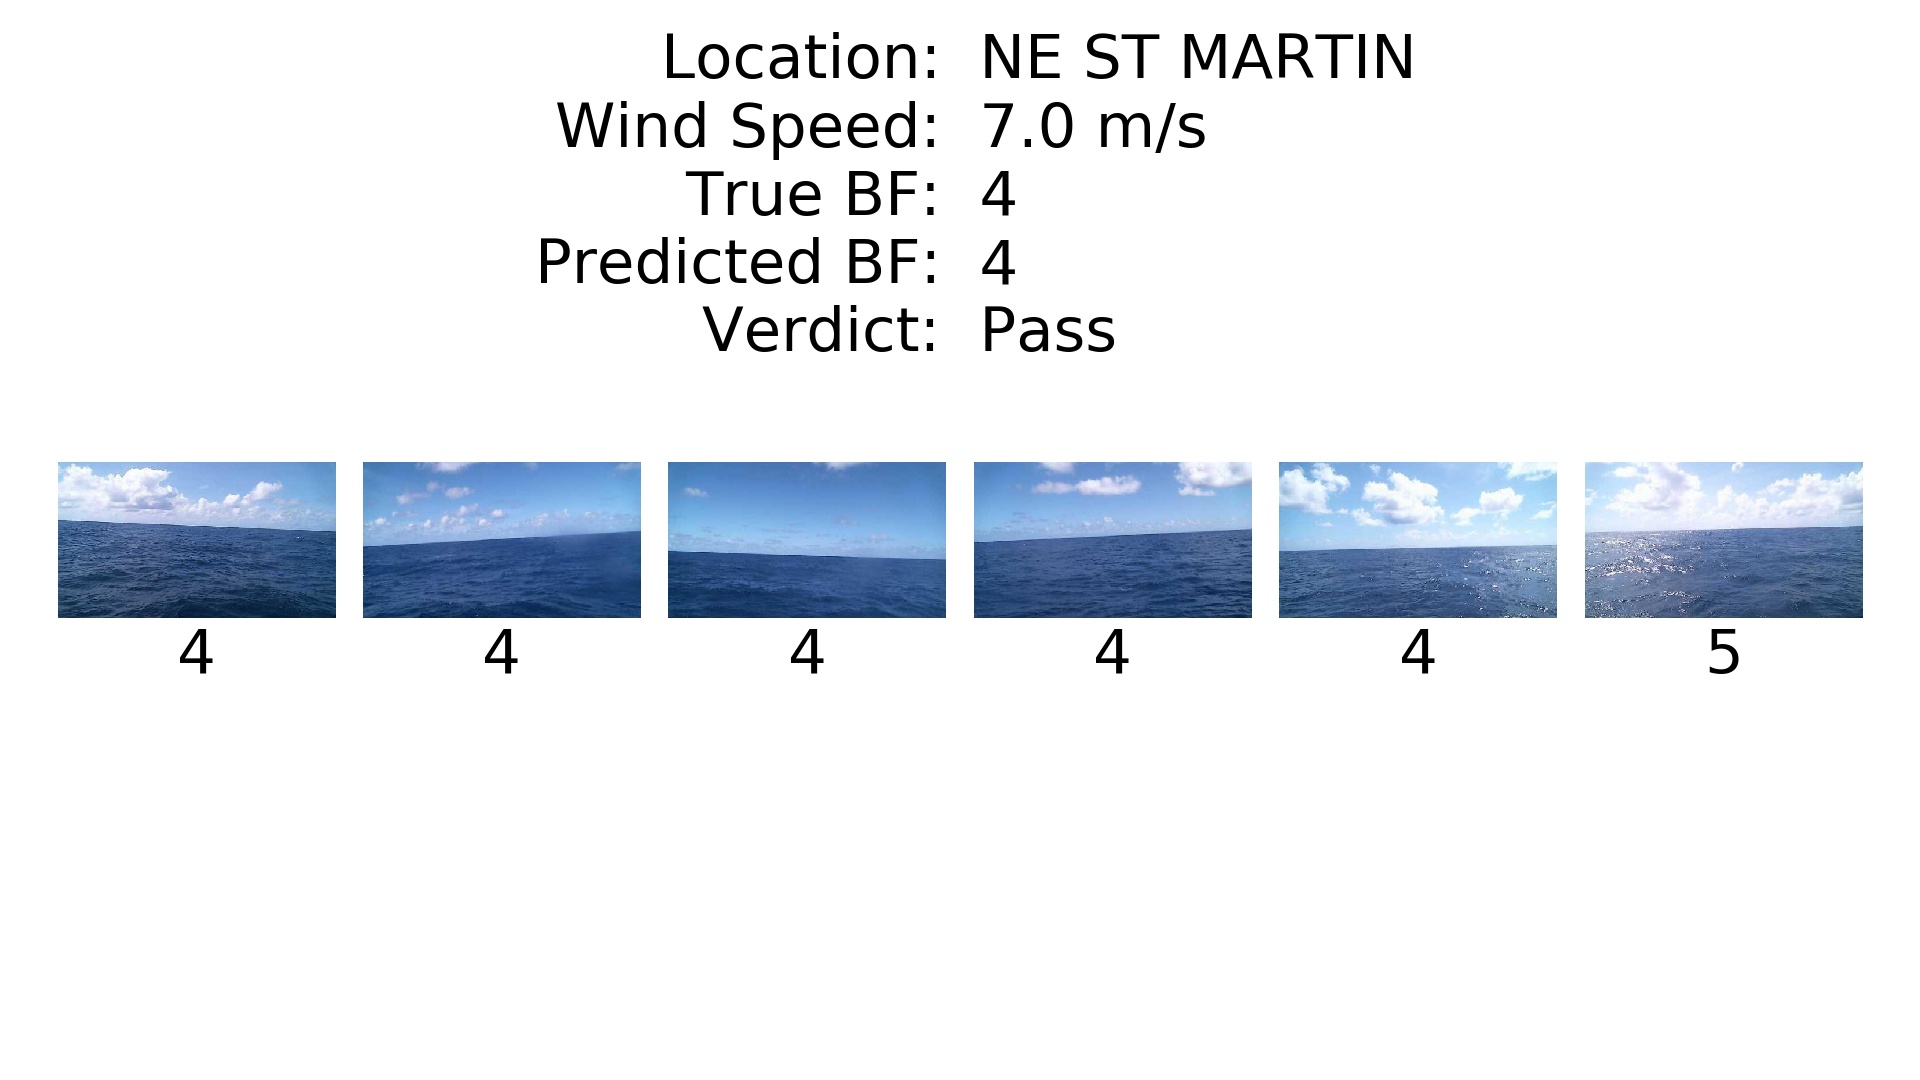 Location: NE ST MARTIN
Wind Speed: 7.0 m/s
True BF: 4
Predicted BF: 4
Verdict: Pass
4 4 4 4 4 5